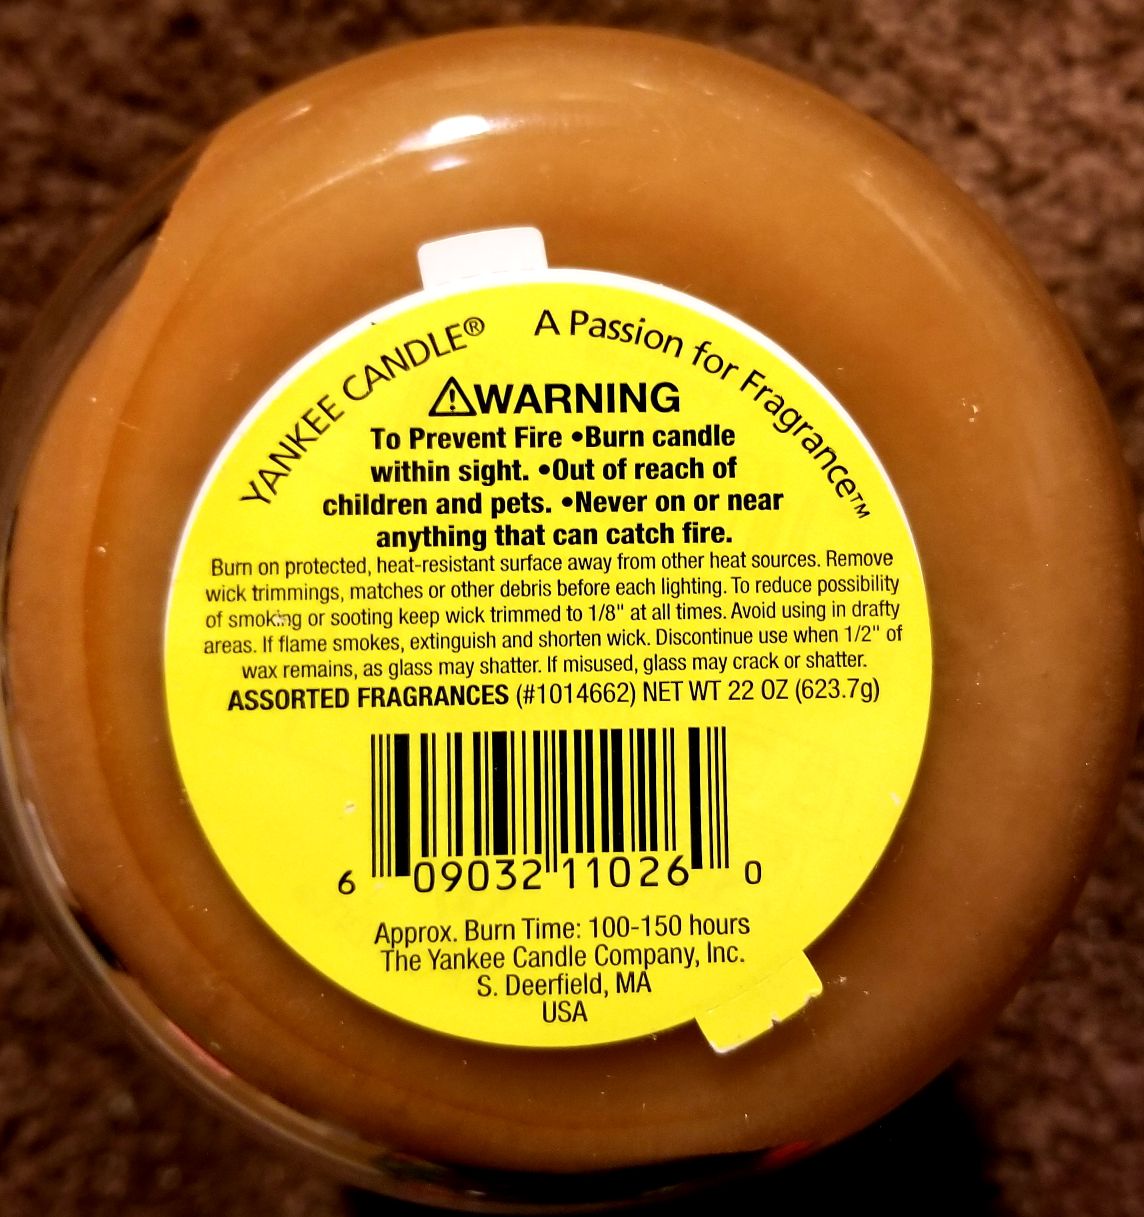 YANKEE CANDLE® A Passion for Fragrance™
⚠WARNING
To Prevent Fire •Burn candle
within sight. •Out of reach of
children and pets. •Never on or near
anything that can catch fire.
Burn on protected, heat-resistant surface away from other heat sources. Remove
wick trimmings, matches or other debris before each lighting. To reduce possibility
of smoking or sooting keep wick trimmed to 1/8" at all times. Avoid using in drafty
areas. If flame smokes, extinguish and shorten wick. Discontinue use when 1/2" of
wax remains, as glass may shatter. If misused, glass may crack or shatter.
ASSORTED FRAGRANCES (#1014662) NET WT 22 OZ (623.7g)
6 09032 11026 0
Approx. Burn Time: 100-150 hours
The Yankee Candle Company, Inc.
S. Deerfield, MA
USA